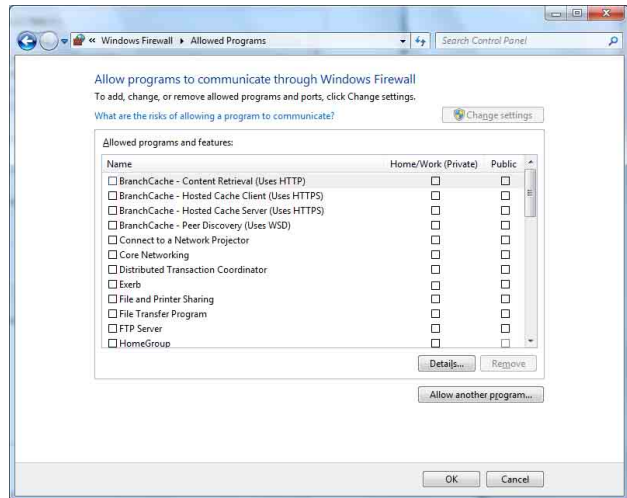 « Windows Firewall ▸ Allowed Programs
Search Control Panel
Allow programs to communicate through Windows Firewall
To add, change, or remove allowed programs and ports, click Change settings.
What are the risks of allowing a program to communicate?
Change settings
Allowed programs and features:
Name Home/Work (Private) Public
BranchCache - Content Retrieval (Uses HTTP)
BranchCache - Hosted Cache Client (Uses HTTPS)
BranchCache - Hosted Cache Server (Uses HTTPS)
BranchCache - Peer Discovery (Uses WSD)
Connect to a Network Projector
Core Networking
Distributed Transaction Coordinator
Exerb
File and Printer Sharing
File Transfer Program
FTP Server
HomeGroup
Details... Remove
Allow another program...
OK Cancel